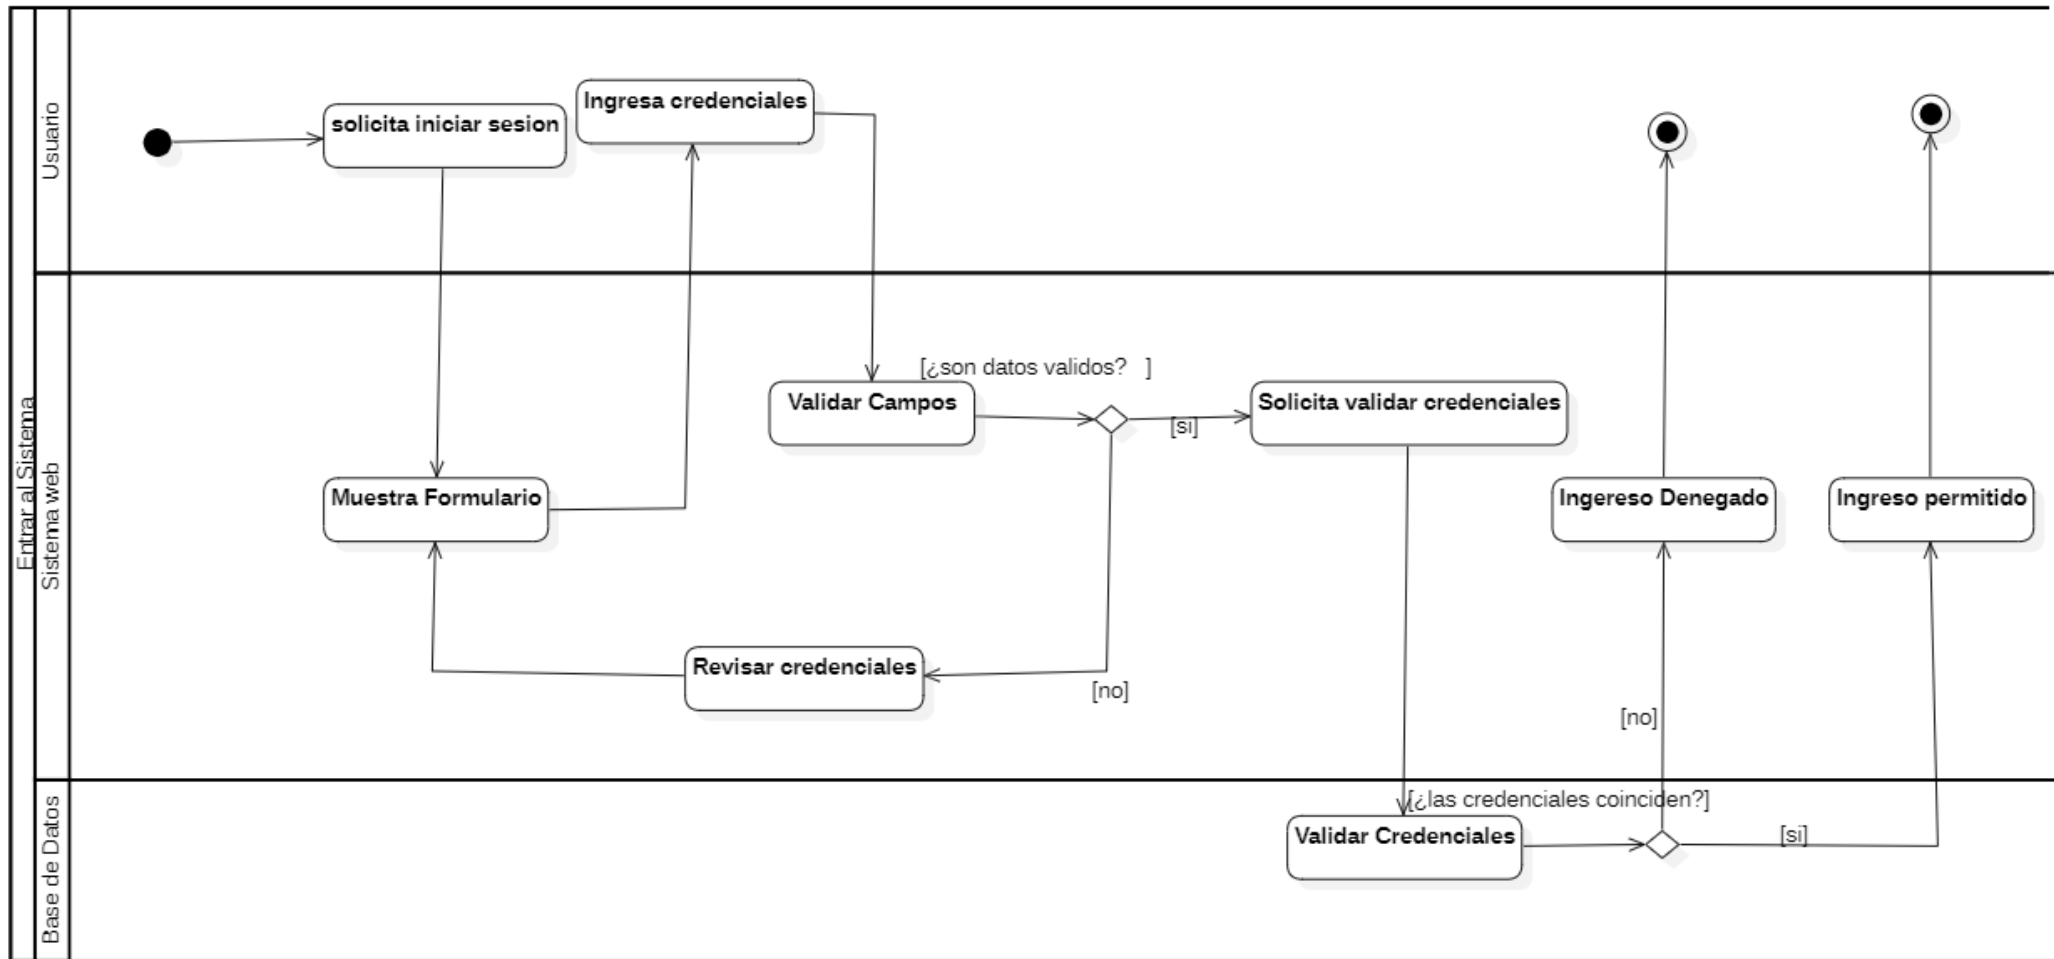 Entrar al Sistema
Usuario
solicita iniciar sesion
Ingresa credenciales
Sistema web
[¿son datos validos?   ]
Validar Campos
[si]
Solicita validar credenciales
Muestra Formulario
Ingereso Denegado
Ingreso permitido
Revisar credenciales
[no]
[no]
Base de Datos
[¿las credenciales coinciden?]
Validar Credenciales
[si]